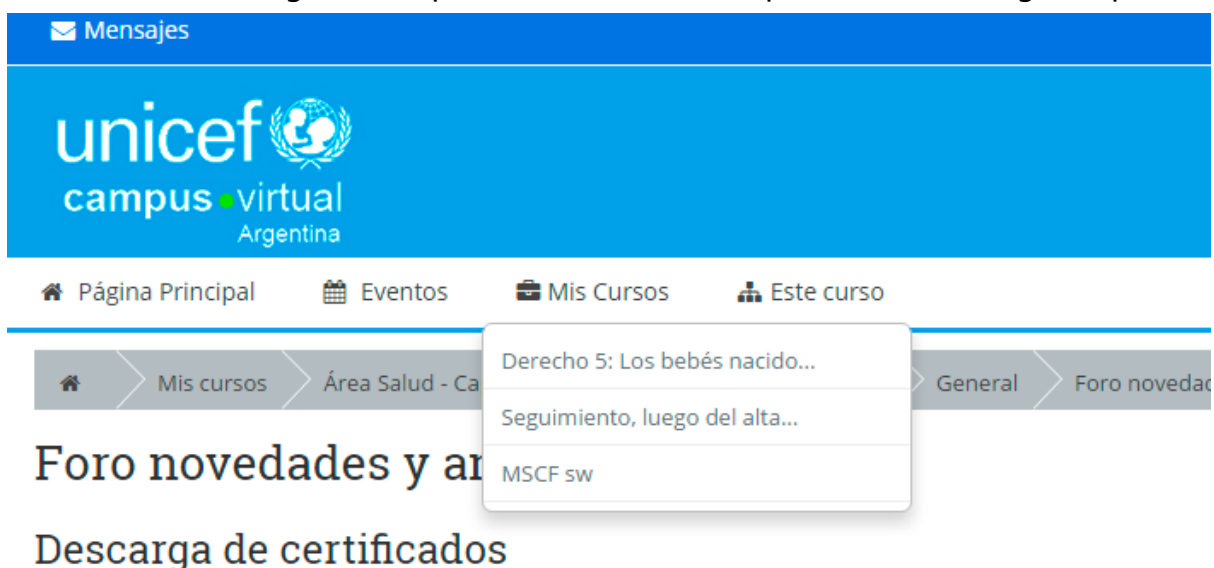 Mensajes
unicef
campus virtual
Argentina
Página Principal Eventos Mis Cursos Este curso
Mis cursos Área Salud - Ca General Foro novedad
Derecho 5: Los bebés nacido...
Seguimiento, luego del alta...
MSCF sw
Foro novedades y an
Descarga de certificados